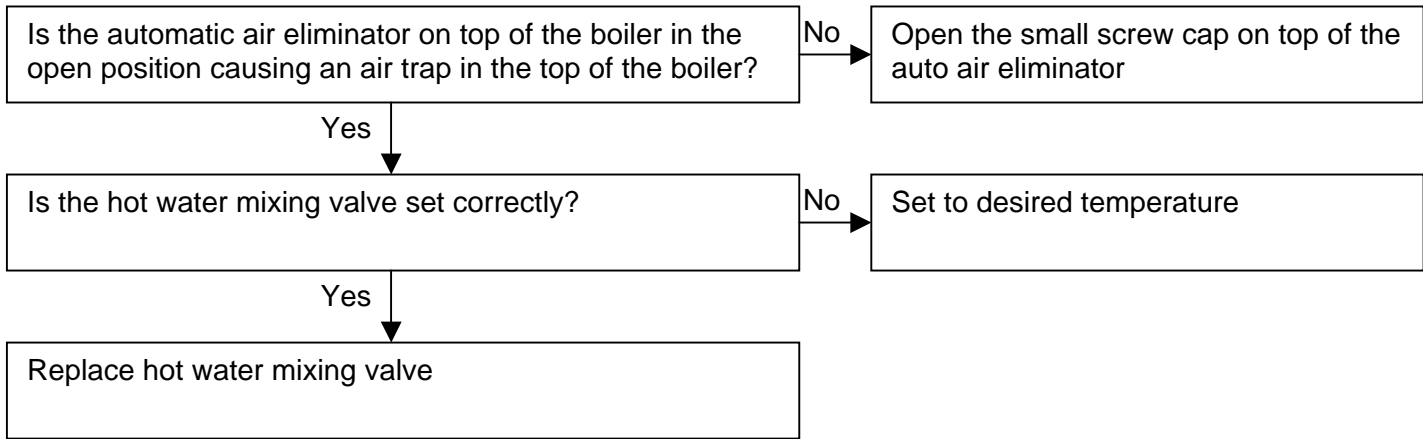 Is the automatic air eliminator on top of the boiler in the
open position causing an air trap in the top of the boiler?
No
Open the small screw cap on top of the
auto air eliminator
Yes
Is the hot water mixing valve set correctly?
No
Set to desired temperature
Yes
Replace hot water mixing valve